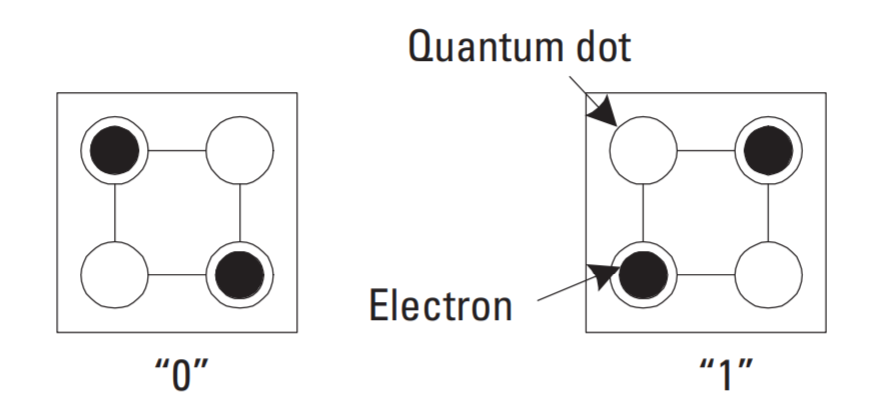 Quantum dot
Electron
“0”
“1”